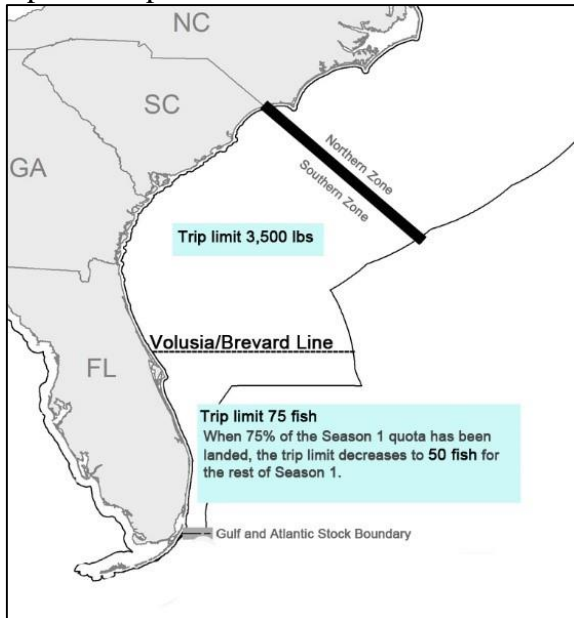 NC
SC
GA
Northern Zone
Southern Zone
Trip limit 3,500 lbs
Volusia/Brevard Line
FL
Trip limit 75 fish
When 75% of the Season 1 quota has been
landed, the trip limit decreases to 50 fish for
the rest of Season 1.
Gulf and Atlantic Stock Boundary